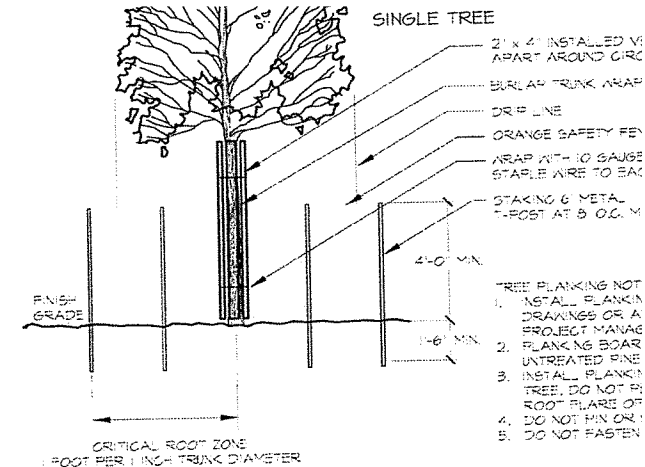 SINGLE TREE
2" x 4" INSTALLED
APART AROUND
BURLAP TRUNK WRAP
DRIP LINE
ORANGE SAFETY
WRAP WITH 10 GAUGE
STAPLE WIRE TO
STAKING 6' METAL
T-POST AT 8' O.C.
4'-0" MIN.
FINISH
GRADE
1'-6" MIN.
TREE PLANKING
1. INSTALL
DRAWINGS OR
PROJECT
2. PLANKING
UNTREATED PINE
3. INSTALL
TREE, DO NOT
ROOT FLARE
4. DO NOT PIN OR
5. DO NOT FASTEN
CRITICAL ROOT ZONE
1 FOOT PER 1 INCH TRUNK DIAMETER